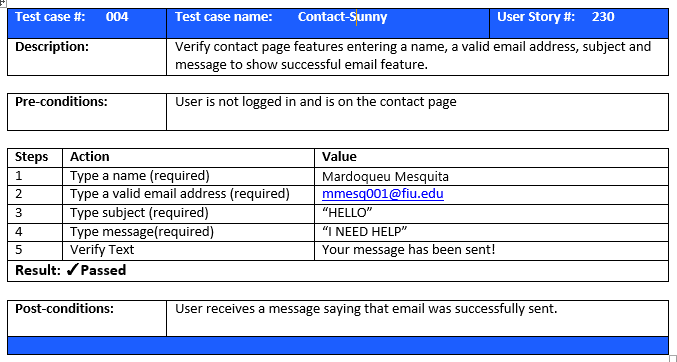 Test case #: 004 Test case name: Contact-Sunny User Story #: 230
Description: Verify contact page features entering a name, a valid email address, subject and
message to show successful email feature.
Pre-conditions: User is not logged in and is on the contact page
Steps Action Value
1 Type a name (required) Mardoqueu Mesquita
2 Type a valid email address (required) mmesq001@fiu.edu
3 Type subject (required) “HELLO”
4 Type message(required) “I NEED HELP”
5 Verify Text Your message has been sent!
Result: ✓Passed
Post-conditions: User receives a message saying that email was successfully sent.